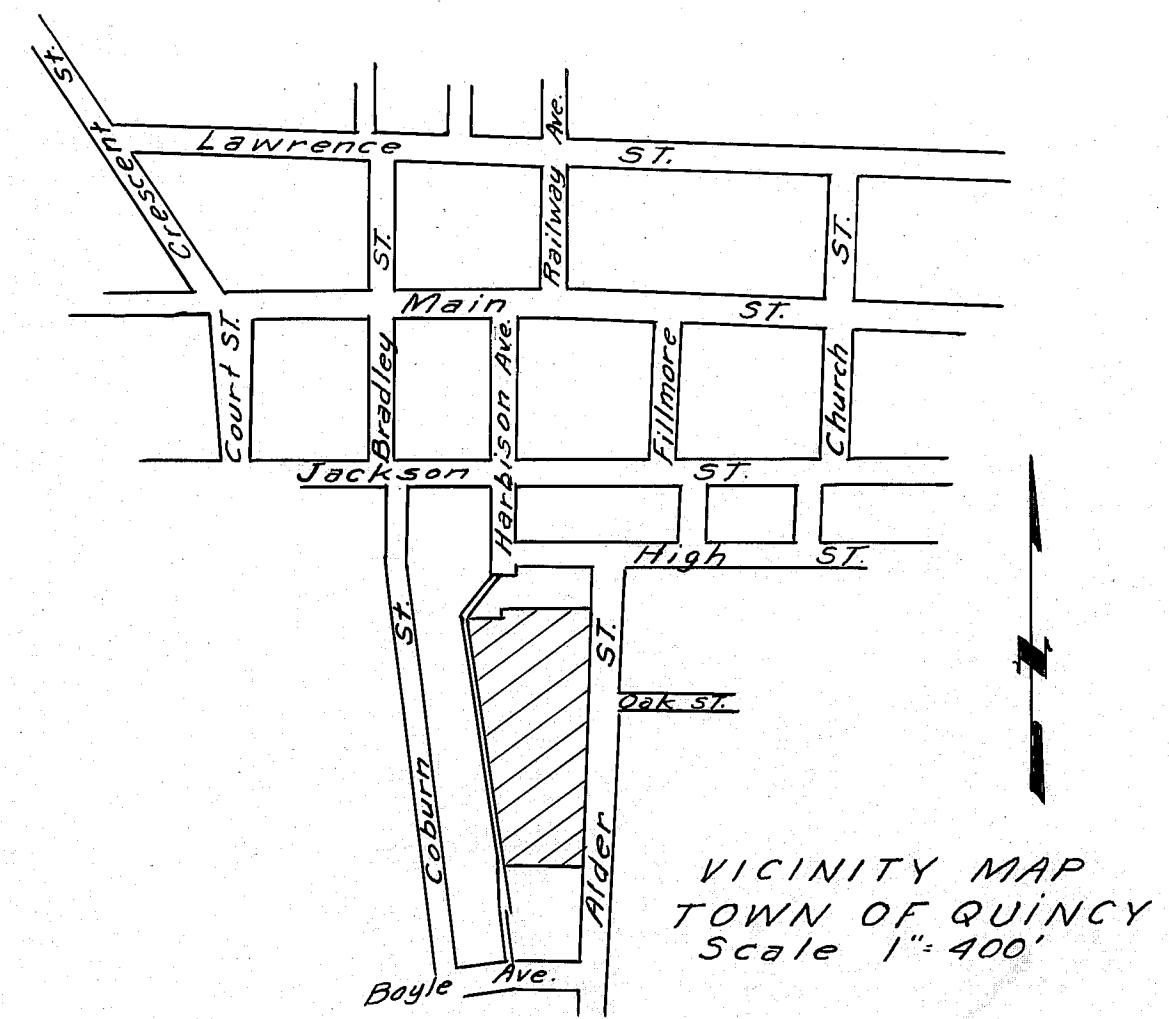 Crescent St.
Lawrence ST.
Railway Ave.
ST.
ST.
Main ST.
Court ST.
Bradley
Harbison Ave.
Fillmore
Church
Jackson ST.
High ST.
St.
ST.
Oak ST.
Coburn
Alder
Boyle Ave.
N
VICINITY MAP
TOWN OF QUiNCY
Scale 1"= 400'